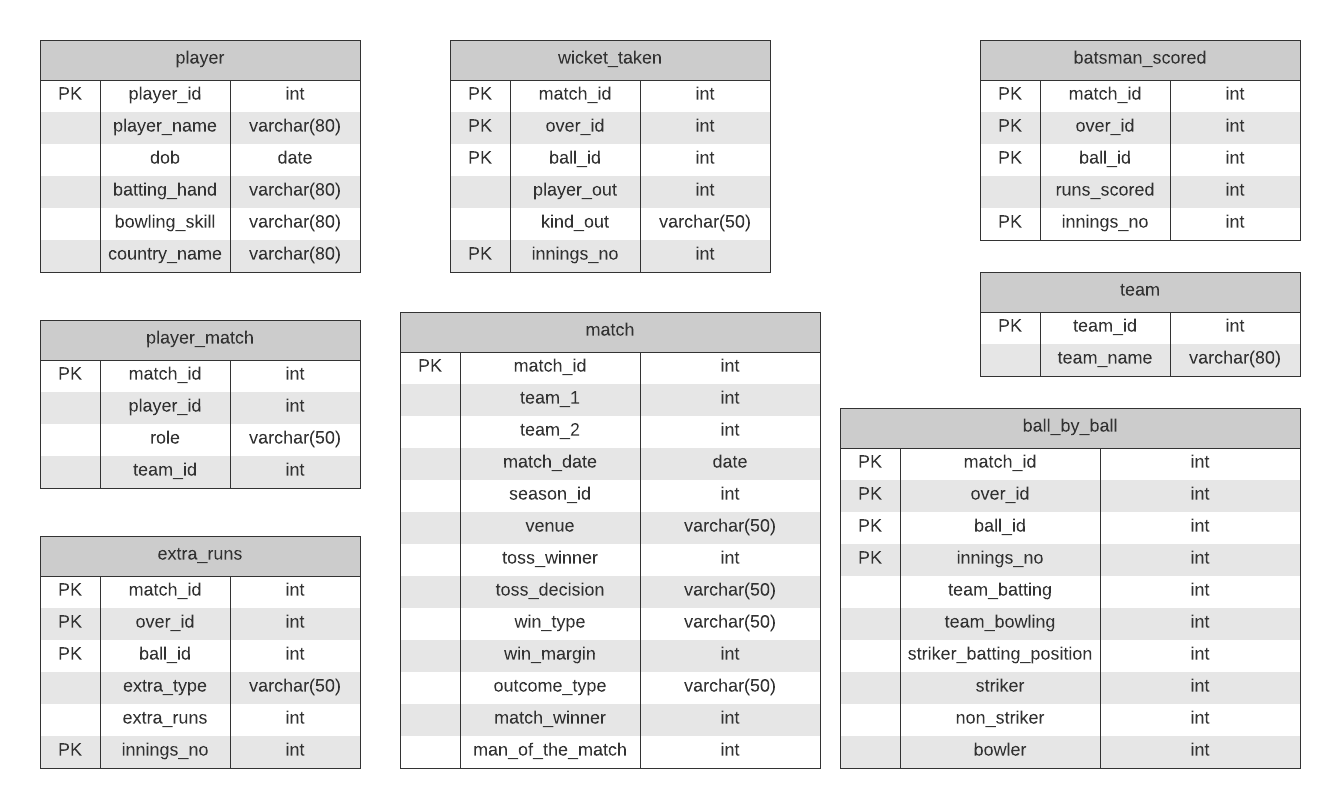 player
PK player_id int
player_name varchar(80)
dob date
batting_hand varchar(80)
bowling_skill varchar(80)
country_name varchar(80)
wicket_taken
PK match_id int
PK over_id int
PK ball_id int
player_out int
kind_out varchar(50)
PK innings_no int
batsman_scored
PK match_id int
PK over_id int
PK ball_id int
runs_scored int
PK innings_no int
team
PK team_id int
team_name varchar(80)
player_match
PK match_id int
player_id int
role varchar(50)
team_id int
match
PK match_id int
team_1 int
team_2 int
match_date date
season_id int
venue varchar(50)
toss_winner int
toss_decision varchar(50)
win_type varchar(50)
win_margin int
outcome_type varchar(50)
match_winner int
man_of_the_match int
ball_by_ball
PK match_id int
PK over_id int
PK ball_id int
PK innings_no int
team_batting int
team_bowling int
striker_batting_position int
striker int
non_striker int
bowler int
extra_runs
PK match_id int
PK over_id int
PK ball_id int
extra_type varchar(50)
extra_runs int
PK innings_no int